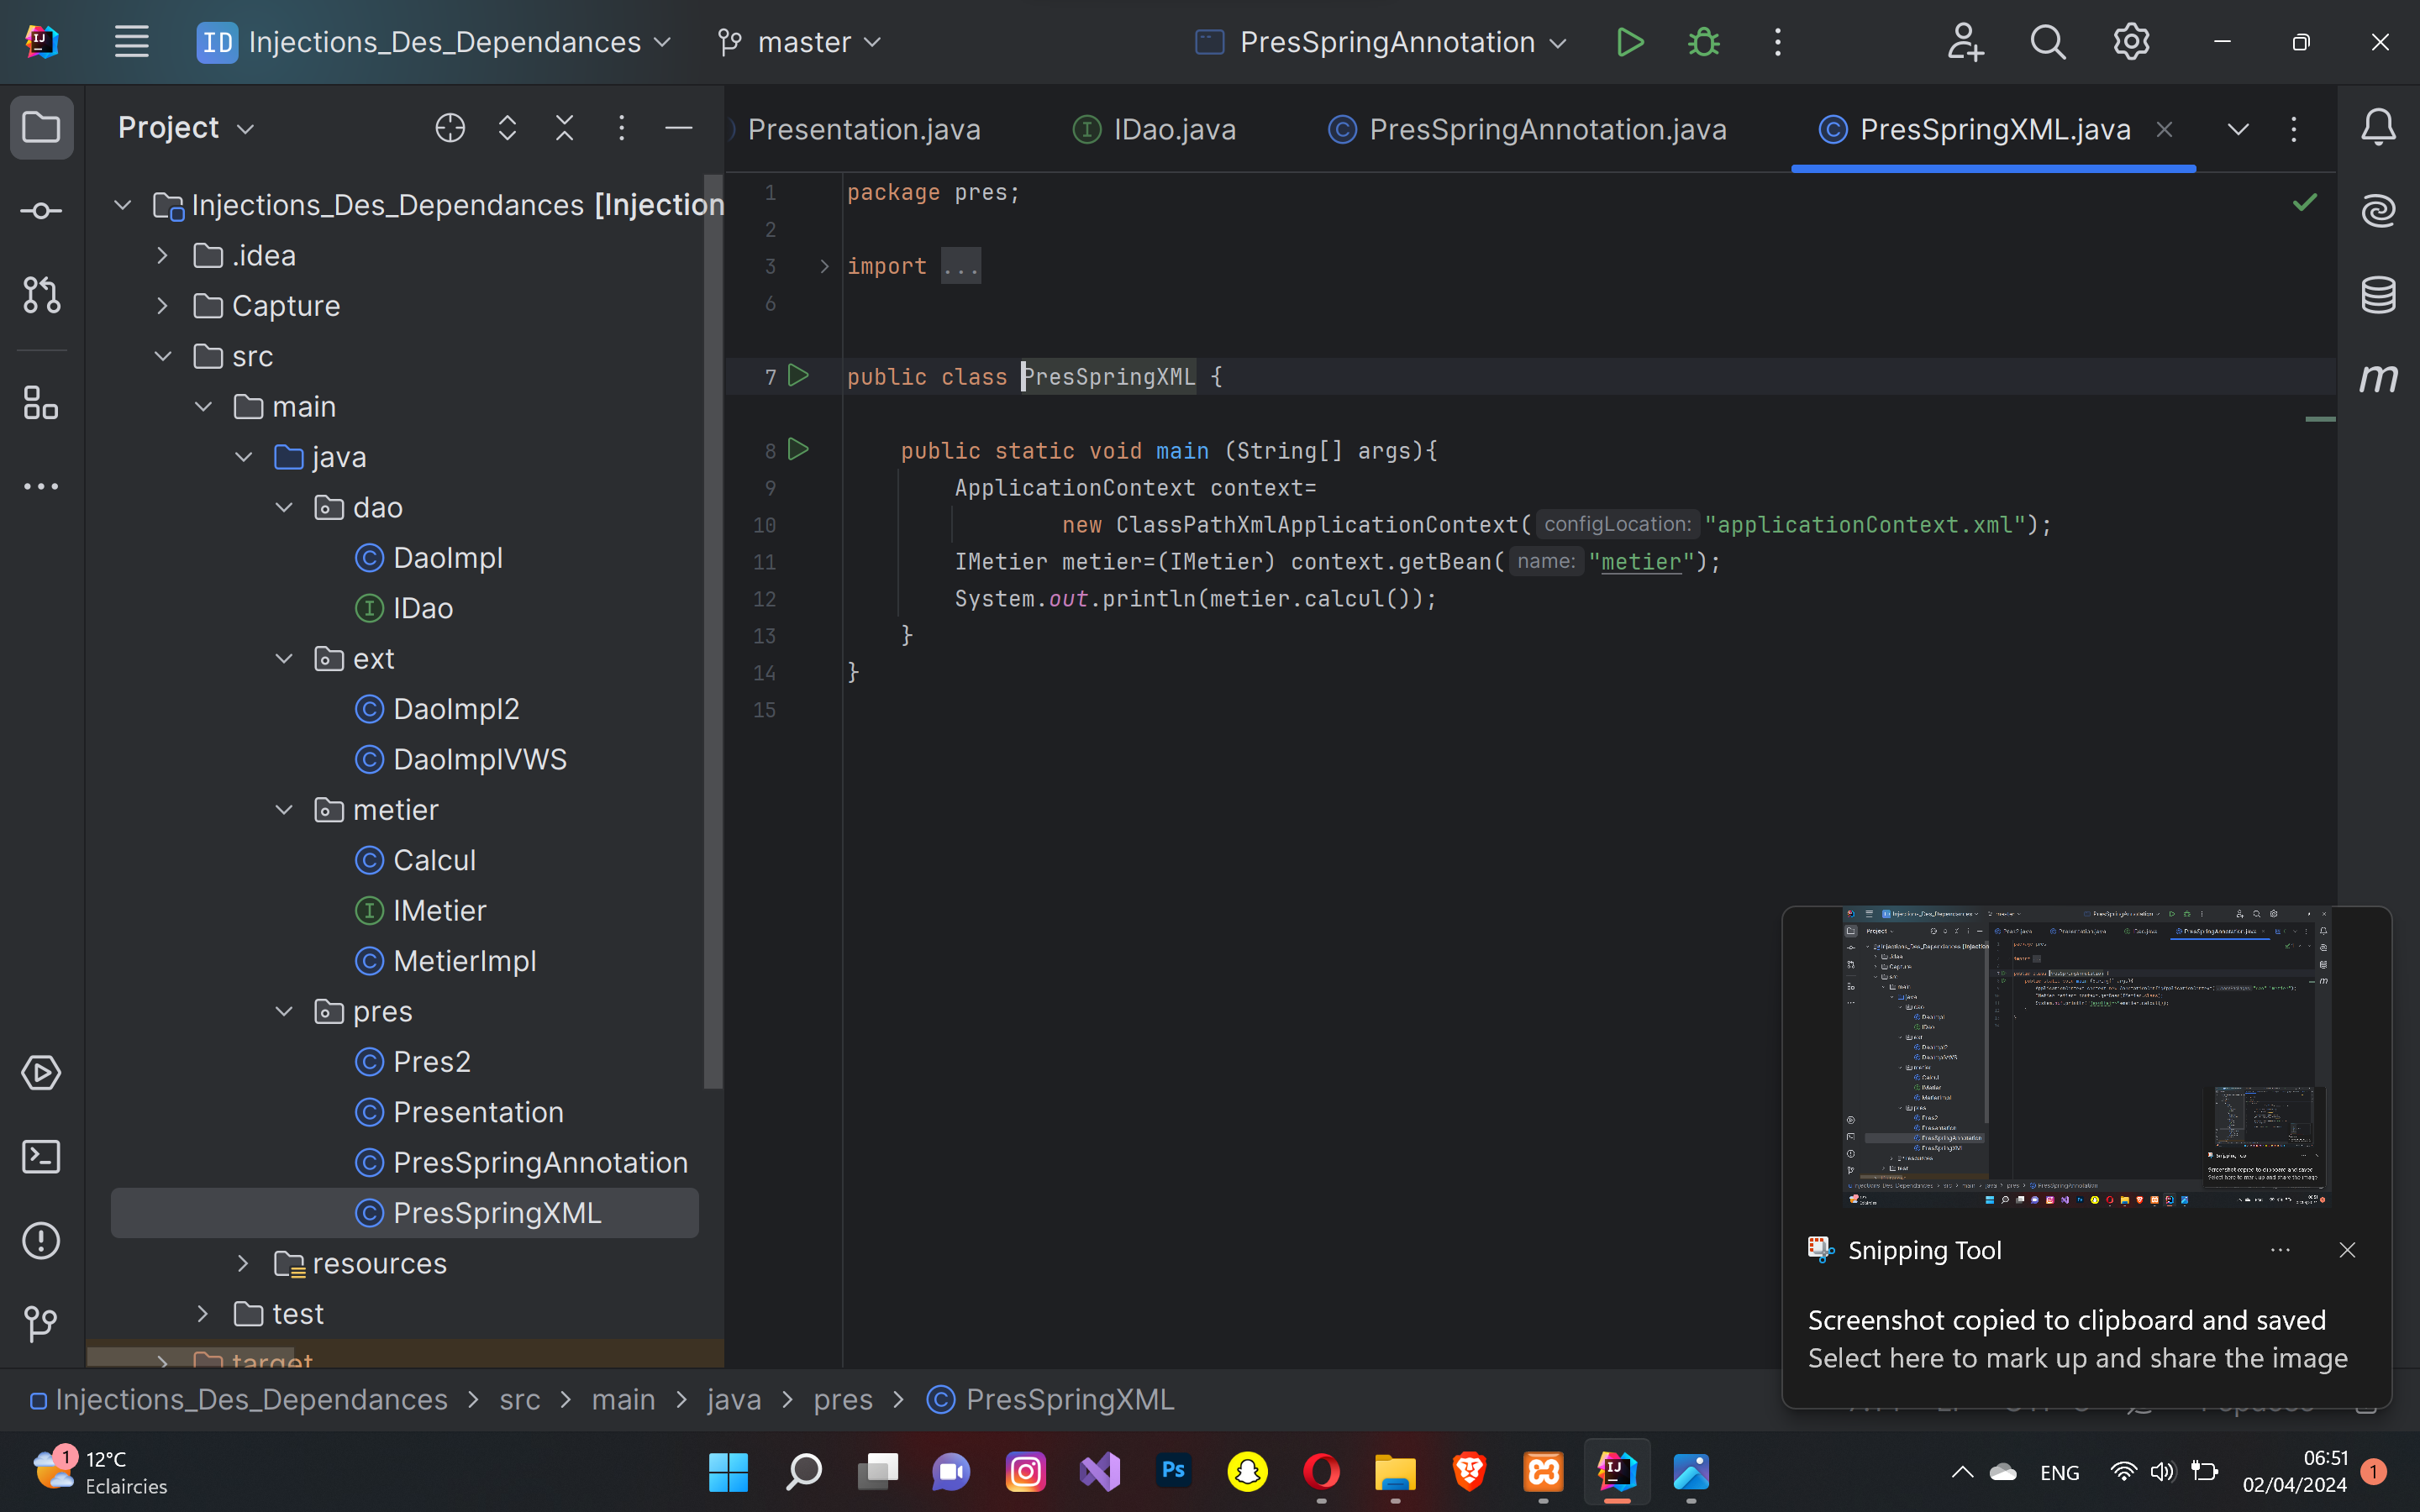 ID Injections_Des_Dependances master PresSpringAnnotation
Project
Presentation.java IDao.java PresSpringAnnotation.java PresSpringXML.java
Injections_Des_Dependances [Injection
.idea
Capture
src
main
java
dao
DaoImpl
IDao
ext
DaoImpl2
DaoImplVWS
metier
Calcul
IMetier
MetierImpl
pres
Pres2
Presentation
PresSpringAnnotation
PresSpringXML
resources
test
target
1 package pres;
2
3 import ...
6
7 public class PresSpringXML {
8 public static void main (String[] args){
9 ApplicationContext context=
10 new ClassPathXmlApplicationContext( configLocation: "applicationContext.xml");
11 IMetier metier=(IMetier) context.getBean( name: "metier");
12 System.out.println(metier.calcul());
13 }
14 }
15
Snipping Tool
Screenshot copied to clipboard and saved
Select here to mark up and share the image
Injections_Des_Dependances > src > main > java > pres > PresSpringXML
1 12°C
Eclaircies
Ps
ENG
06:51
02/04/2024
1